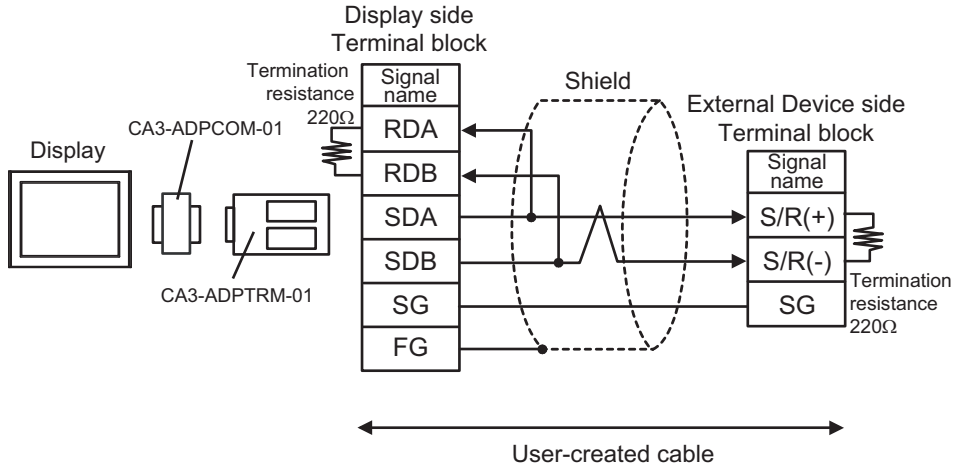 Display side
Terminal block
Termination
resistance
220Ω
Signal
name
RDA
RDB
SDA
SDB
SG
FG
Shield
External Device side
Terminal block
Signal
name
S/R(+)
S/R(-)
SG
Termination
resistance
220Ω
Display
CA3-ADPCOM-01
CA3-ADPTRM-01
User-created cable